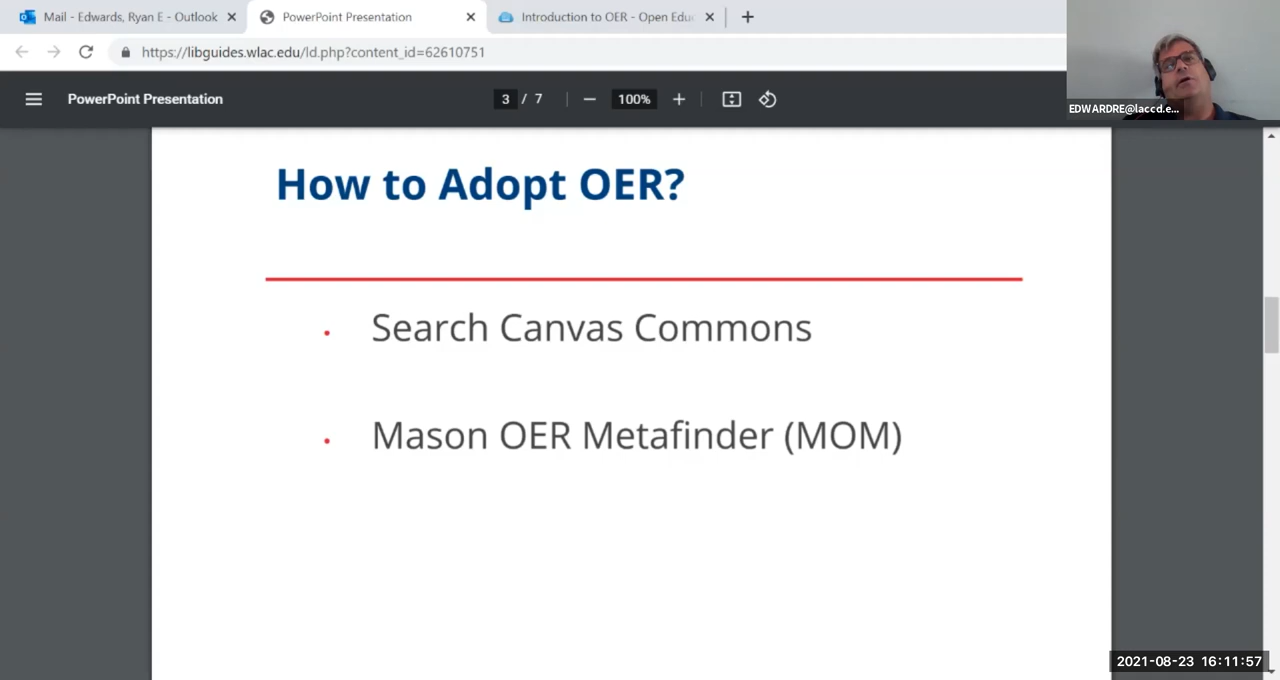 Mail - Edwards, Ryan E - Outlook
PowerPoint Presentation
Introduction to OER - Open Edu
https://libguides.wlac.edu/ld.php?content_id=62610751
PowerPoint Presentation
3 / 7
100%
EDWARDRE@laccd.e...
How to Adopt OER?
• Search Canvas Commons
• Mason OER Metafinder (MOM)
2021-08-23 16:11:57